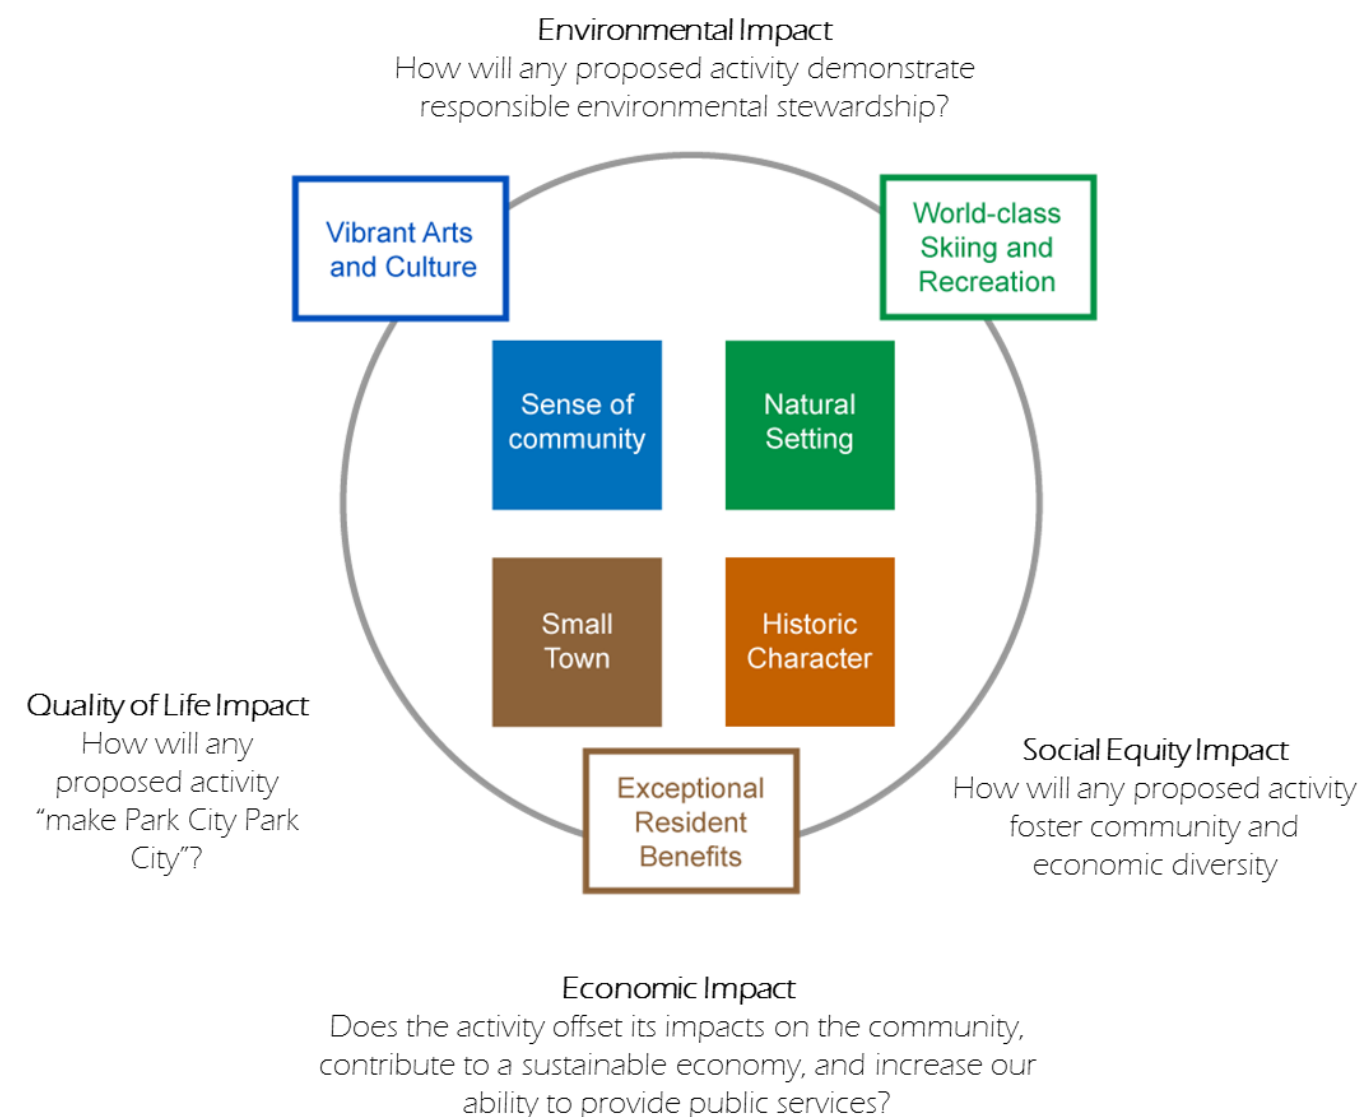 Environmental Impact
How will any proposed activity demonstrate
responsible environmental stewardship?
Vibrant Arts
and Culture
World-class
Skiing and
Recreation
Sense of
community
Natural
Setting
Small
Town
Historic
Character
Quality of Life Impact
How will any
proposed activity
“make Park City Park
City”?
Exceptional
Resident
Benefits
Social Equity Impact
How will any proposed activity
foster community and
economic diversity
Economic Impact
Does the activity offset its impacts on the community,
contribute to a sustainable economy, and increase our
ability to provide public services?